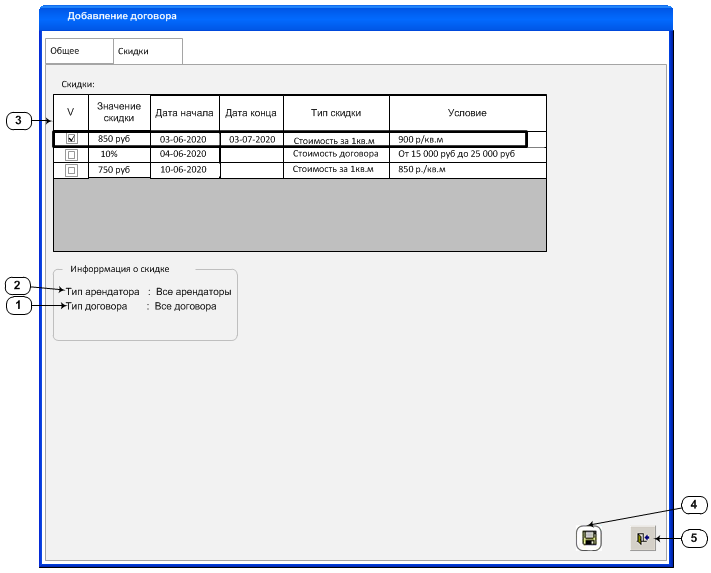 Добавление договора
Общее Скидки
Скидки:
V Значение скидки Дата начала Дата конца Тип скидки Условие
3
850 руб 03-06-2020 03-07-2020 Стоимость за 1кв.м 900 р/кв.м
10% 04-06-2020 Стоимость договора От 15 000 руб до 25 000 руб
750 руб 10-06-2020 Стоимость за 1кв.м 850 р./кв.м
Инфоррмация о скидке
2 Тип арендатора : Все арендаторы
1 Тип договора : Все договора
4
5